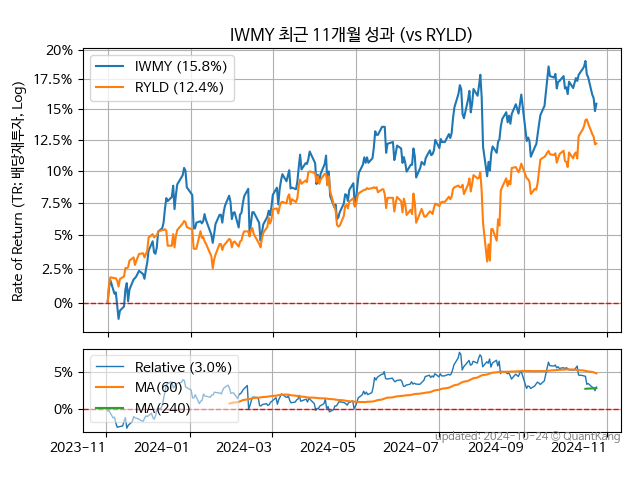 IWMY 최근 11개월 성과 (vs RYLD)
Rate of Return (TR: 배당재투자, Log)
20%
17.5%
15%
12.5%
10%
7.5%
5%
2.5%
0%
IWMY (15.8%)
RYLD (12.4%)
5%
0%
Relative (3.0%)
MA(60)
MA(240)
2023-11
2024-01
2024-03
2024-05
2024-07
2024-09
2024-11
updated: 2024-10-24 © QuantKang